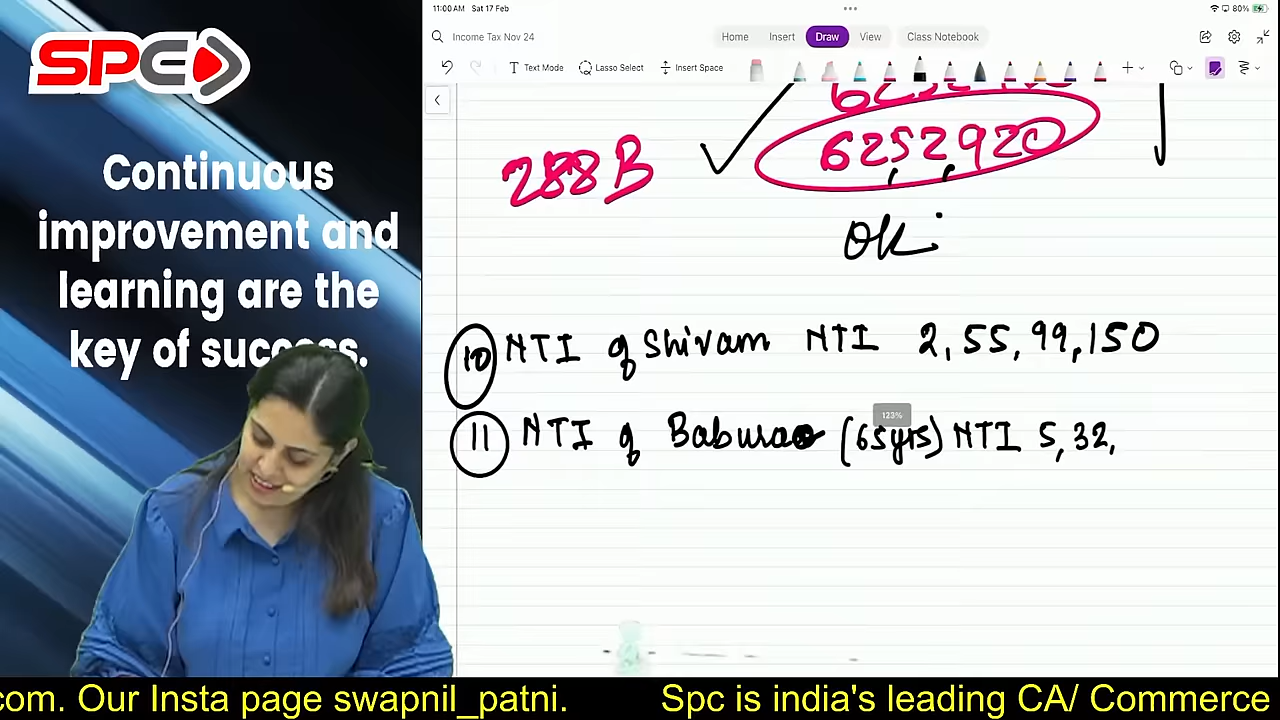 11:00 AM Sat 17 Feb
80%
Income Tax Nov 24
Home Insert Draw View Class Notebook
Text Mode Lasso Select Insert Space
SPC
Continuous
improvement and
learning are the
key of success.
6252920
288B
OK
10 NTI of Shivam NTI 2,55,99,150
123%
11 NTI of Baburao (65yrs) NTI 5,32,
com. Our Insta page swapnil_patni. Spc is india's leading CA/ Commerce